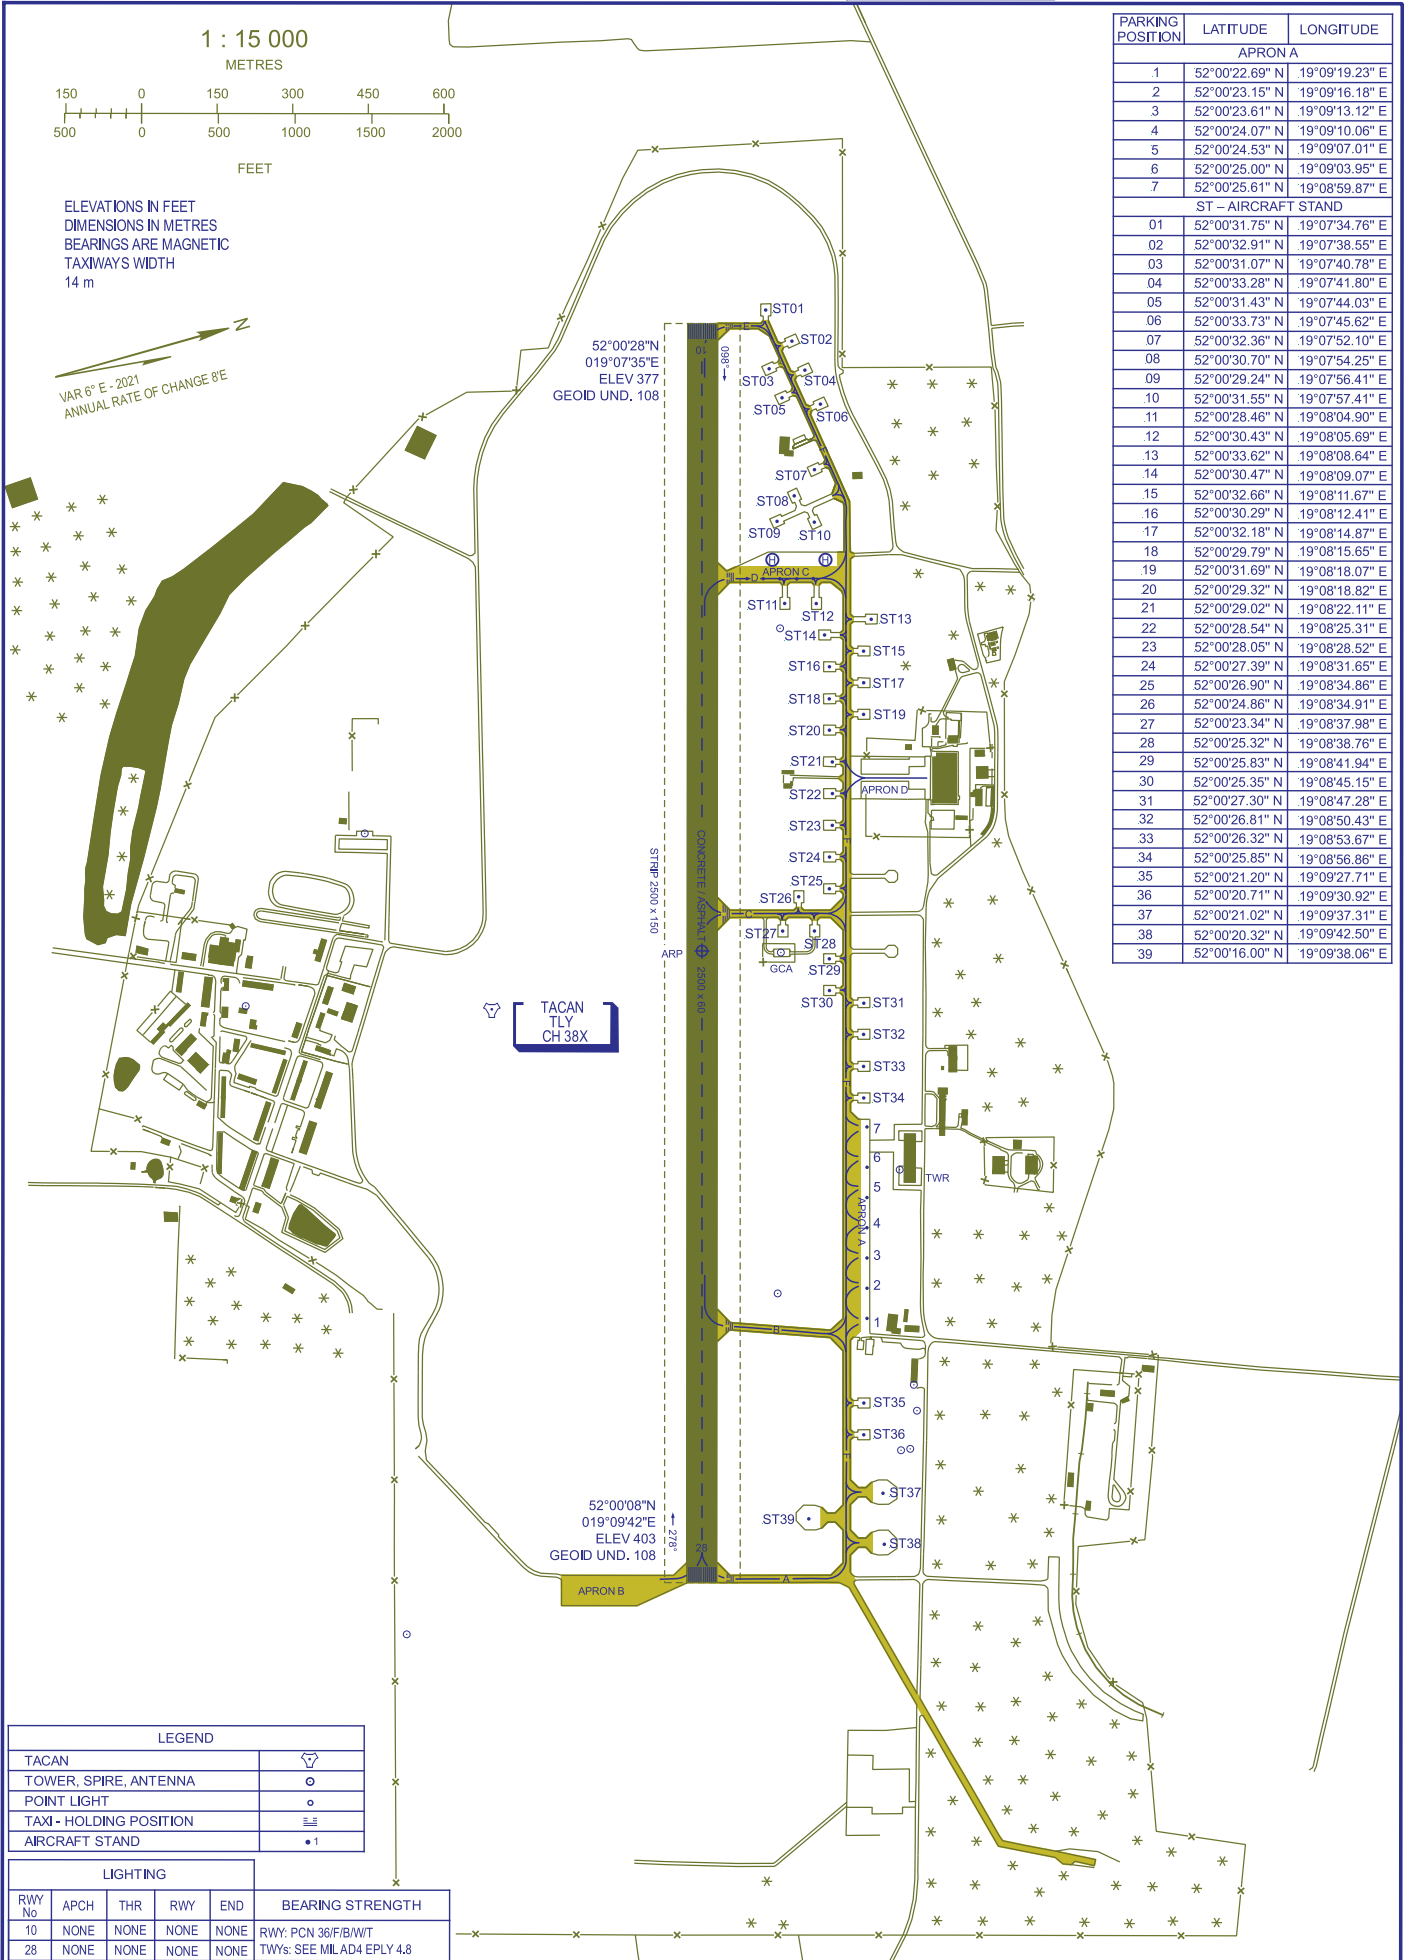 1 : 15 000
METRES
150 0 150 300 450 600
500 0 500 1000 1500 2000
FEET
ELEVATIONS IN FEET
DIMENSIONS IN METRES
BEARINGS ARE MAGNETIC
TAXIWAYS WIDTH
14 m
N
VAR 6° E - 2021
ANNUAL RATE OF CHANGE 8'E
PARKING POSITION LATITUDE LONGITUDE
APRON A
1 52°00'22.69" N 19°09'19.23" E
2 52°00'23.15" N 19°09'16.18" E
3 52°00'23.61" N 19°09'13.12" E
4 52°00'24.07" N 19°09'10.06" E
5 52°00'24.53" N 19°09'07.01" E
6 52°00'25.00" N 19°09'03.95" E
7 52°00'25.61" N 19°08'59.87" E
ST – AIRCRAFT STAND
01 52°00'31.75" N 19°07'34.76" E
02 52°00'32.91" N 19°07'38.55" E
03 52°00'31.07" N 19°07'40.78" E
04 52°00'33.28" N 19°07'41.80" E
05 52°00'31.43" N 19°07'44.03" E
06 52°00'33.73" N 19°07'45.62" E
07 52°00'32.36" N 19°07'52.10" E
08 52°00'30.70" N 19°07'54.25" E
09 52°00'29.24" N 19°07'56.41" E
10 52°00'31.55" N 19°07'57.41" E
11 52°00'28.46" N 19°08'04.90" E
12 52°00'30.43" N 19°08'05.69" E
13 52°00'33.62" N 19°08'08.64" E
14 52°00'30.47" N 19°08'09.07" E
15 52°00'32.66" N 19°08'11.67" E
16 52°00'30.29" N 19°08'12.41" E
17 52°00'32.18" N 19°08'14.87" E
18 52°00'29.79" N 19°08'15.65" E
19 52°00'31.69" N 19°08'18.07" E
20 52°00'29.32" N 19°08'18.82" E
21 52°00'29.02" N 19°08'22.11" E
22 52°00'28.54" N 19°08'25.31" E
23 52°00'28.05" N 19°08'28.52" E
24 52°00'27.39" N 19°08'31.65" E
25 52°00'26.90" N 19°08'34.86" E
26 52°00'24.86" N 19°08'34.91" E
27 52°00'23.34" N 19°08'37.98" E
28 52°00'25.32" N 19°08'38.76" E
29 52°00'25.83" N 19°08'41.94" E
30 52°00'25.35" N 19°08'45.15" E
31 52°00'27.30" N 19°08'47.28" E
32 52°00'26.81" N 19°08'50.43" E
33 52°00'26.32" N 19°08'53.67" E
34 52°00'25.85" N 19°08'56.86" E
35 52°00'21.20" N 19°09'27.71" E
36 52°00'20.71" N 19°09'30.92" E
37 52°00'21.02" N 19°09'37.31" E
38 52°00'20.32" N 19°09'42.50" E
39 52°00'16.00" N 19°09'38.06" E
52°00'28"N
019°07'35"E
ELEV 377
GEOID UND. 108
10
098°
E
ST01
ST02
ST03
ST04
ST05
ST06
F
ST07
ST08
ST09
ST10
H H
APRON C
D
ST11
ST12
ST13
ST14
ST15
ST16
ST17
ST18
ST19
ST20
ST21
APRON D
ST22
ST23
F
ST24
ST25
ST26
C
ST27
ST28
GCA
ST29
ST30
ST31
ST32
ST33
F
ST34
STRIP 2500 x 150
CONCRETE / ASPHALT 2500 x 60
ARP
TACAN
TLY
CH 38X
7
6
5
4
3
2
1
APRON A
TWR
B
ST35
ST36
F
ST37
ST39
ST38
52°00'08"N
019°09'42"E
ELEV 403
GEOID UND. 108
278°
28
A
APRON B
LEGEND
TACAN
TOWER, SPIRE, ANTENNA
POINT LIGHT
TAXI - HOLDING POSITION
AIRCRAFT STAND 1
LIGHTING
RWY No APCH THR RWY END BEARING STRENGTH
10 NONE NONE NONE NONE RWY: PCN 36/F/B/W/T
28 NONE NONE NONE NONE TWYs: SEE MIL AD4 EPLY 4.8